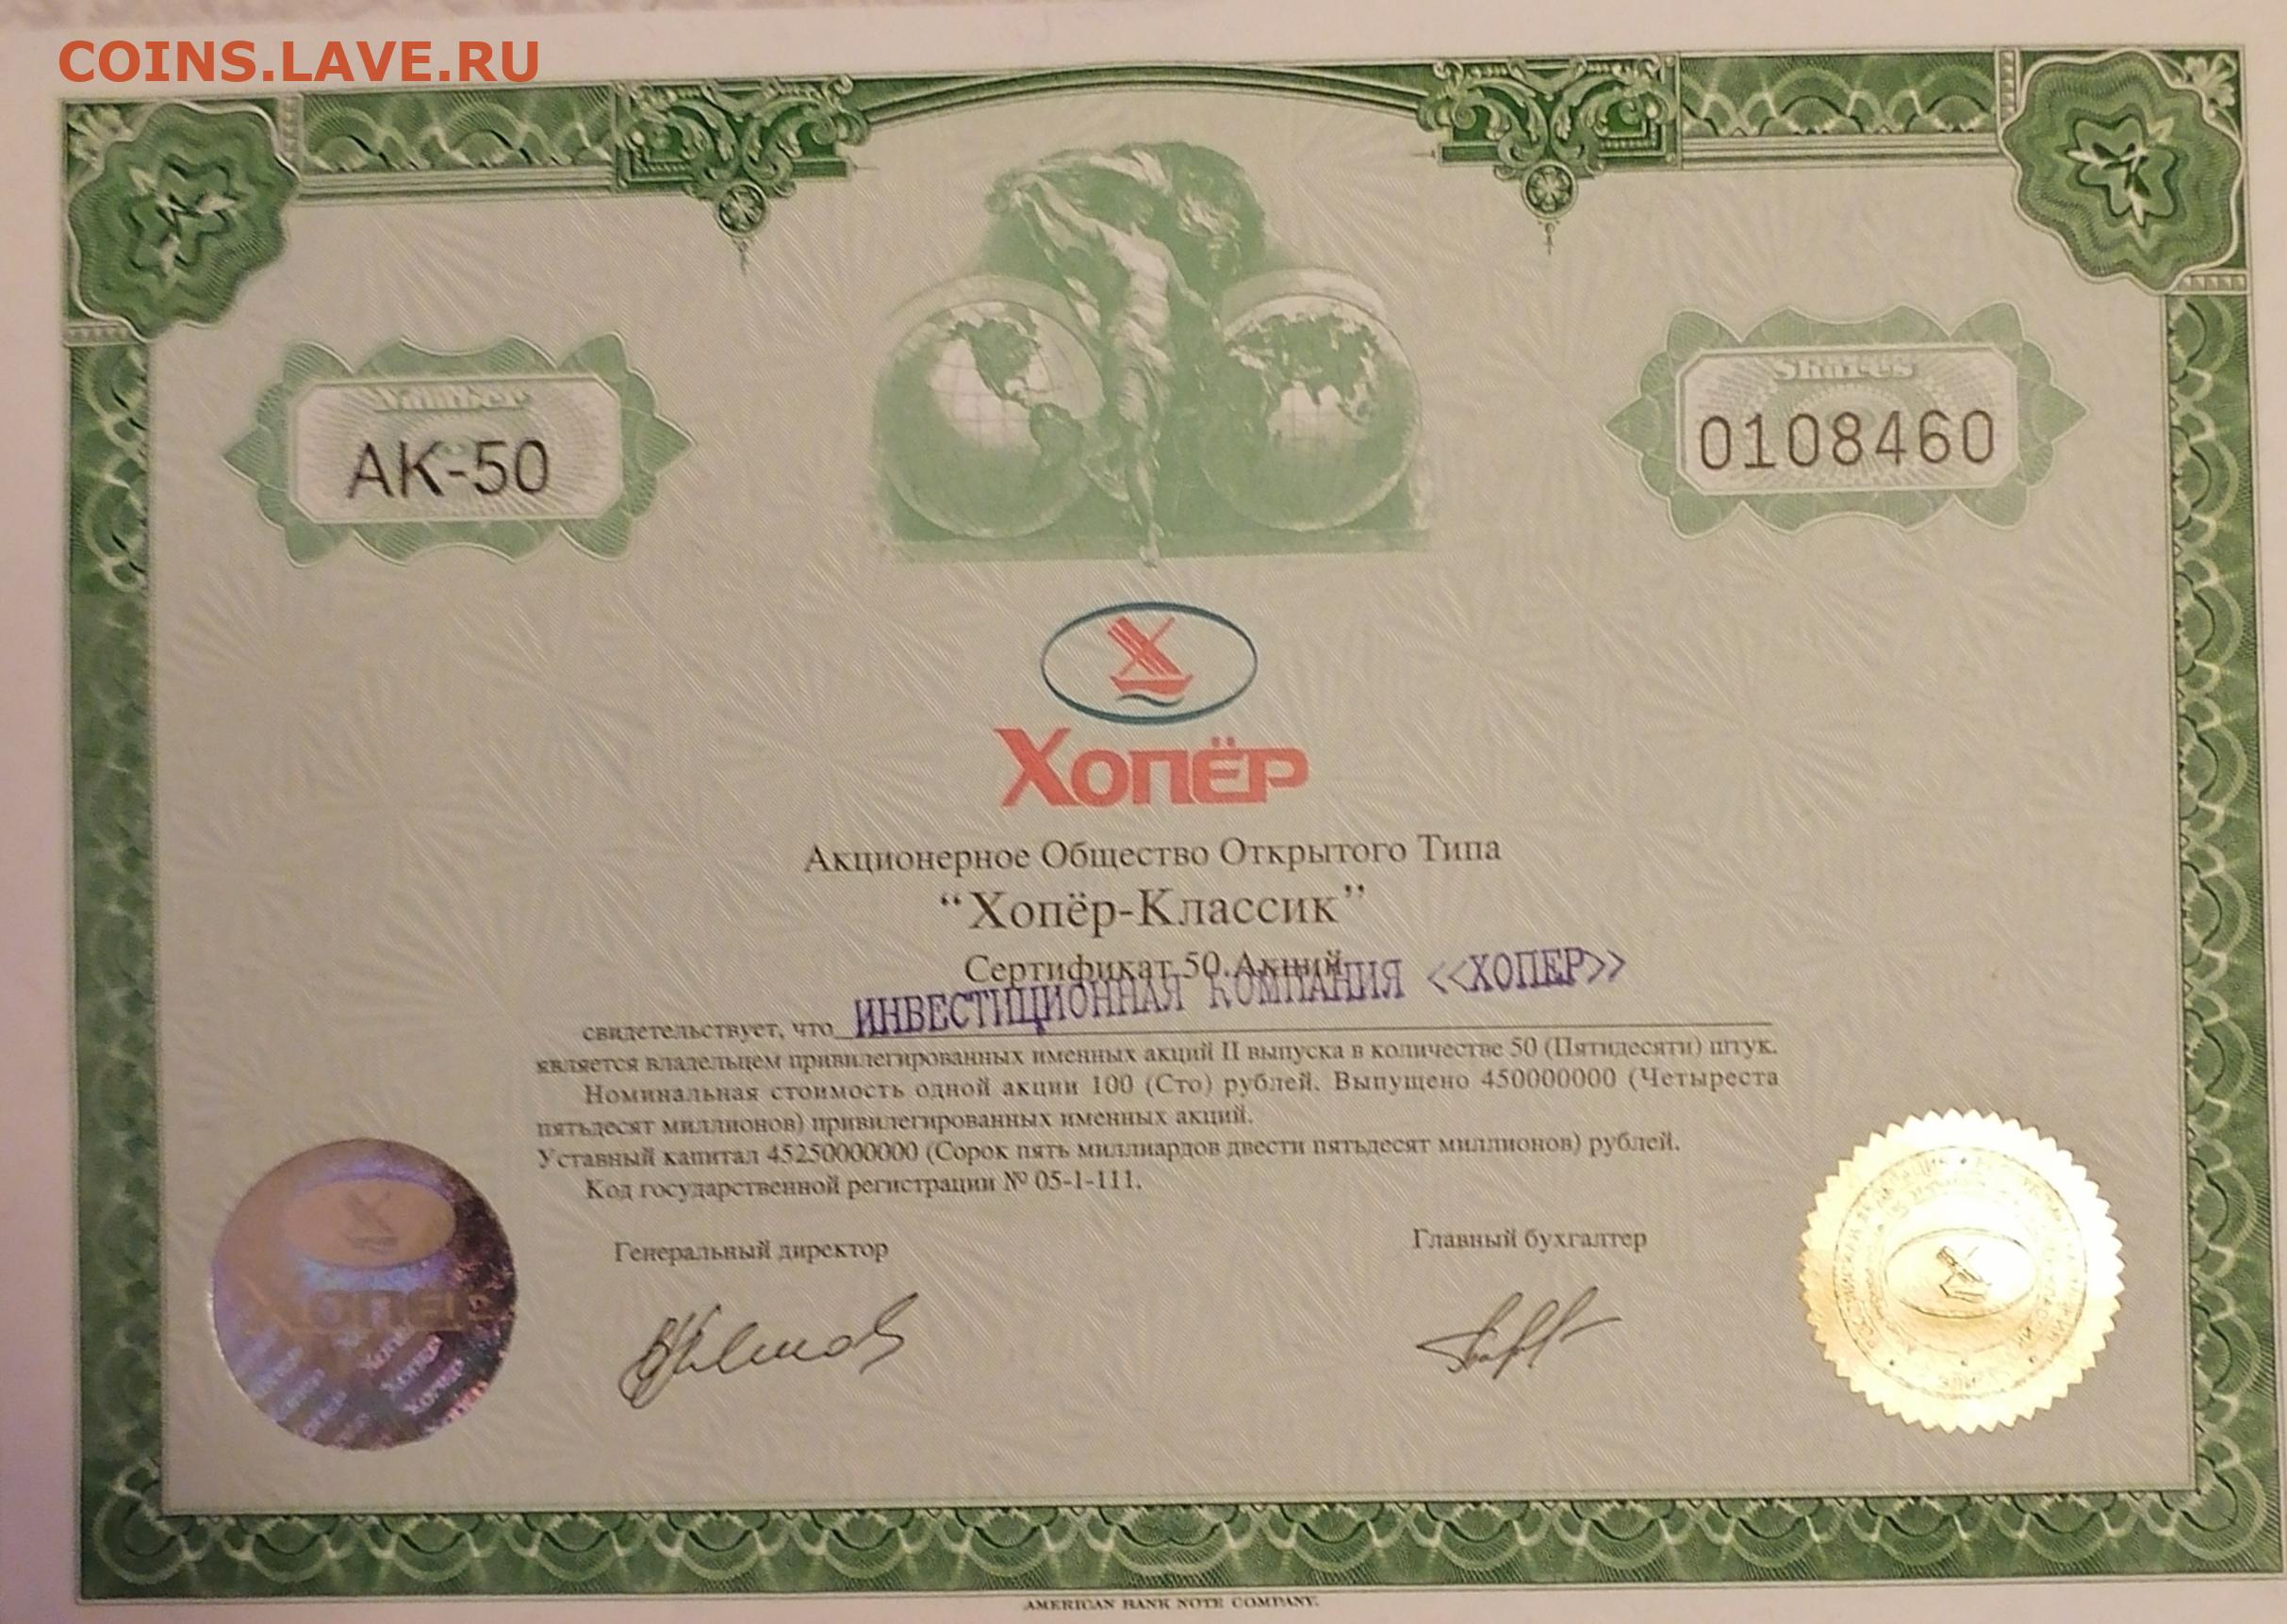 COINS.LAVE.RU
Number
АК-50
Shares
0108460
ХОПЁР
Акционерное Общество Открытого Типа
“Хопёр-Классик”
Сертификат 50 Акций
ИНВЕСТИЦИОННАЯ КОМПАНИЯ <<ХОПЕР>>
свидетельствует, что
является владельцем привилегированных именных акций II выпуска в количестве 50 (Пятидесяти) штук.
Номинальная стоимость одной акции 100 (Сто) рублей. Выпущено 450000000 (Четыреста
пятьдесят миллионов) привилегированных именных акций.
Уставный капитал 45250000000 (Сорок пять миллиардов двести пятьдесят миллионов) рублей.
Код государственной регистрации № 05-1-111.
Генеральный директор
Главный бухгалтер
ХОПЕР
AMERICAN BANK NOTE COMPANY.